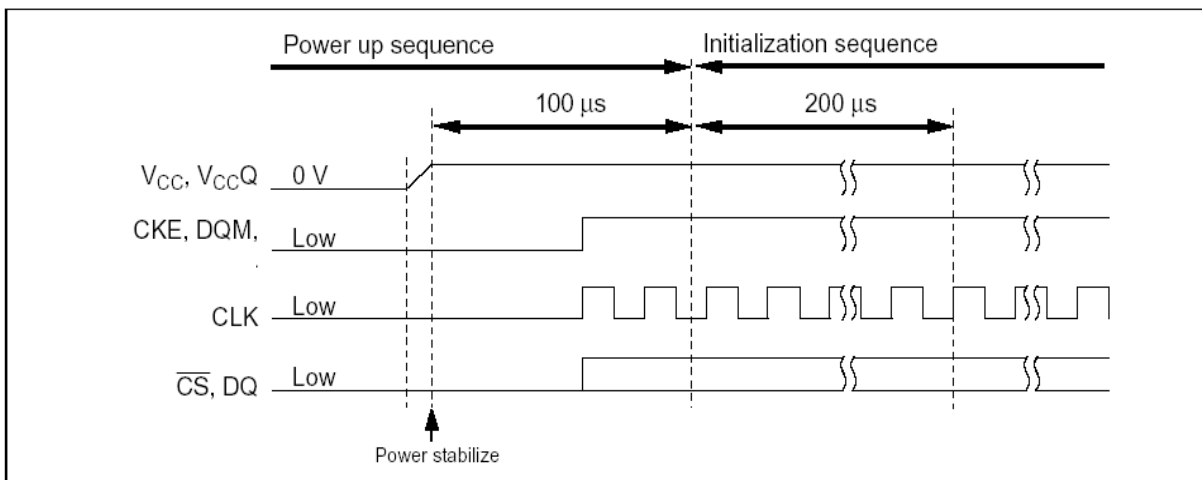 Power up sequence
Initialization sequence
100 μs
200 μs
VCC, VCCQ
0 V
CKE, DQM,
Low
CLK
Low
CS, DQ
Low
Power stabilize